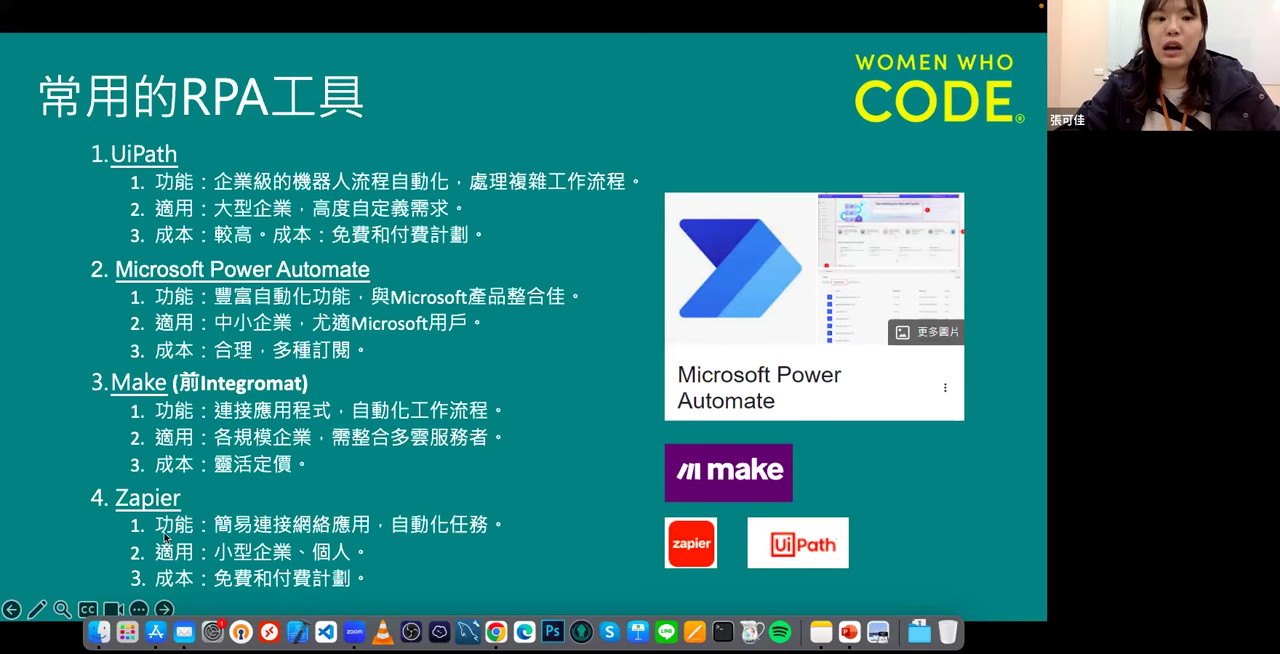 常用的RPA工具
WOMEN WHO
CODE®
張可佳
1.UiPath
1. 功能：企業級的機器人流程自動化，處理複雜工作流程。
2. 適用：大型企業，高度自定義需求。
3. 成本：較高。成本：免費和付費計劃。
2. Microsoft Power Automate
1. 功能：豐富自動化功能，與Microsoft產品整合佳。
2. 適用：中小企業，尤適Microsoft用戶。
3. 成本：合理，多種訂閱。
3.Make (前Integromat)
1. 功能：連接應用程式，自動化工作流程。
2. 適用：各規模企業，需整合多雲服務者。
3. 成本：靈活定價。
4. Zapier
1. 功能：簡易連接網絡應用，自動化任務。
2. 適用：小型企業、個人。
3. 成本：免費和付費計劃。
更多圖片
Microsoft Power
Automate
make
zapier
UiPath
CC
zoom
Ps
LINE